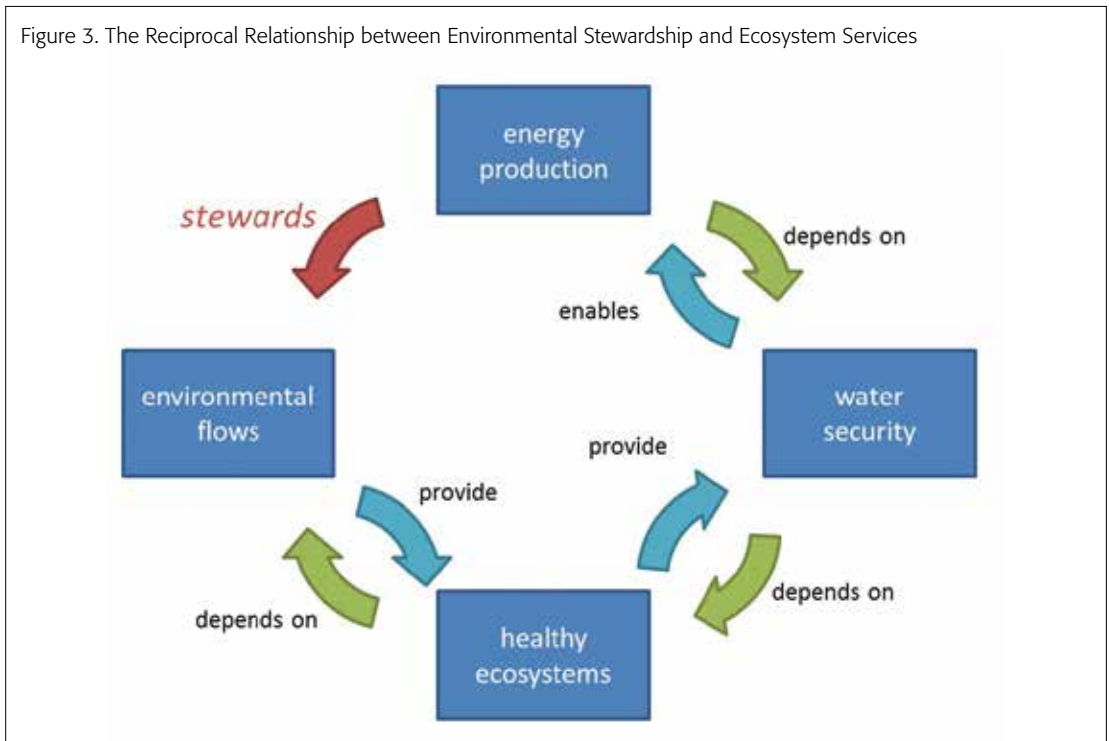 Figure 3. The Reciprocal Relationship between Environmental Stewardship and Ecosystem Services
energy
production
stewards
depends on
enables
environmental
flows
water
security
provide
provide
depends on
depends on
healthy
ecosystems